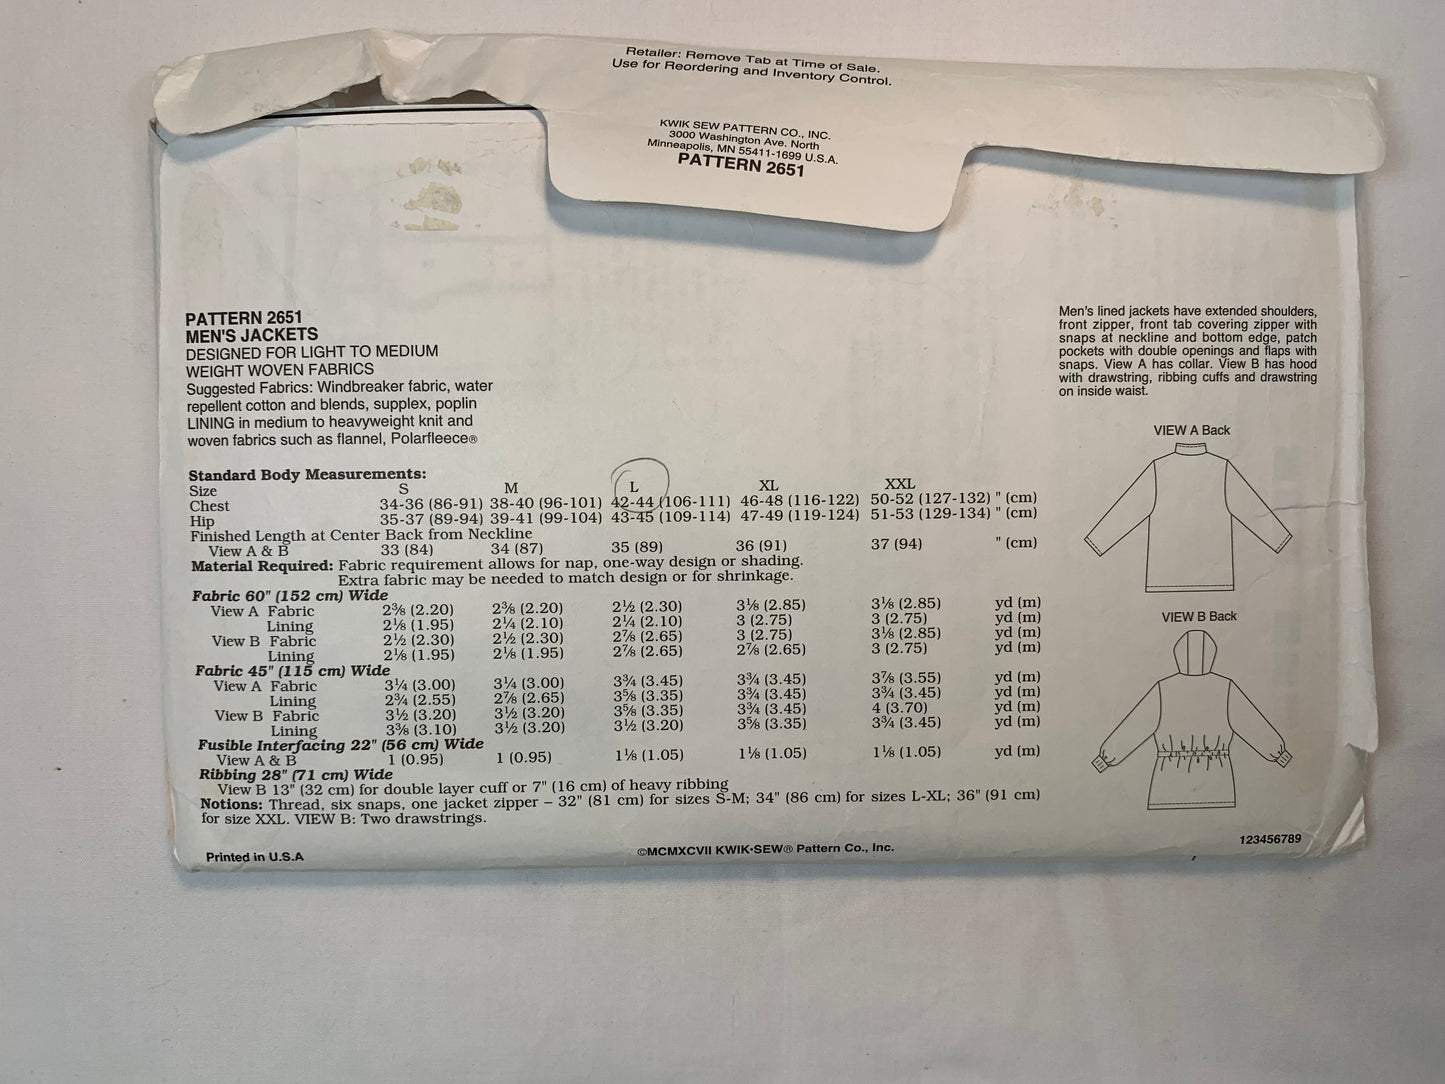 Retailer: Remove Tab at Time of Sale.
Use for Reordering and Inventory Control.
KWIK SEW PATTERN CO., INC.
3000 Washington Ave. North
Minneapolis, MN 55411-1699 U.S.A.
PATTERN 2651
PATTERN 2651
MEN'S JACKETS
DESIGNED FOR LIGHT TO MEDIUM
WEIGHT WOVEN FABRICS
Suggested Fabrics: Windbreaker fabric, water
repellent cotton and blends, supplex, poplin
LINING in medium to heavyweight knit and
woven fabrics such as flannel, Polarfleece®
Men's lined jackets have extended shoulders,
front zipper, front tab covering zipper with
snaps at neckline and bottom edge, patch
pockets with double openings and flaps with
snaps. View A has collar. View B has hood
with drawstring, ribbing cuffs and drawstring
on inside waist.
VIEW A Back
VIEW B Back
Standard Body Measurements:
Size S M L XL XXL
Chest 34-36 (86-91) 38-40 (96-101) 42-44 (106-111) 46-48 (116-122) 50-52 (127-132) " (cm)
Hip 35-37 (89-94) 39-41 (99-104) 43-45 (109-114) 47-49 (119-124) 51-53 (129-134) " (cm)
Finished Length at Center Back from Neckline
View A & B 33 (84) 34 (87) 35 (89) 36 (91) 37 (94) " (cm)
Material Required: Fabric requirement allows for nap, one-way design or shading.
Extra fabric may be needed to match design or for shrinkage.
Fabric 60" (152 cm) Wide
View A Fabric 2⅜ (2.20) 2⅜ (2.20) 2½ (2.30) 3⅛ (2.85) 3⅛ (2.85) yd (m)
Lining 2⅛ (1.95) 2¼ (2.10) 2¼ (2.10) 3 (2.75) 3 (2.75) yd (m)
View B Fabric 2½ (2.30) 2½ (2.30) 2⅞ (2.65) 3 (2.75) 3⅛ (2.85) yd (m)
Lining 2⅛ (1.95) 2⅛ (1.95) 2⅞ (2.65) 2⅞ (2.65) 3 (2.75) yd (m)
Fabric 45" (115 cm) Wide
View A Fabric 3¼ (3.00) 3¼ (3.00) 3¾ (3.45) 3¾ (3.45) 3⅞ (3.55) yd (m)
Lining 2¾ (2.55) 2⅞ (2.65) 3⅝ (3.35) 3¾ (3.45) 3¾ (3.45) yd (m)
View B Fabric 3½ (3.20) 3½ (3.20) 3⅝ (3.35) 3¾ (3.45) 4 (3.70) yd (m)
Lining 3⅜ (3.10) 3½ (3.20) 3½ (3.20) 3⅝ (3.35) 3¾ (3.45) yd (m)
Fusible Interfacing 22" (56 cm) Wide
View A & B 1 (0.95) 1 (0.95) 1⅛ (1.05) 1⅛ (1.05) 1⅛ (1.05) yd (m)
Ribbing 28" (71 cm) Wide
View B 13" (32 cm) for double layer cuff or 7" (16 cm) of heavy ribbing
Notions: Thread, six snaps, one jacket zipper – 32" (81 cm) for sizes S-M; 34" (86 cm) for sizes L-XL; 36" (91 cm)
for size XXL. VIEW B: Two drawstrings.
Printed in U.S.A
©MCMXCVII KWIK•SEW® Pattern Co., Inc.
123456789